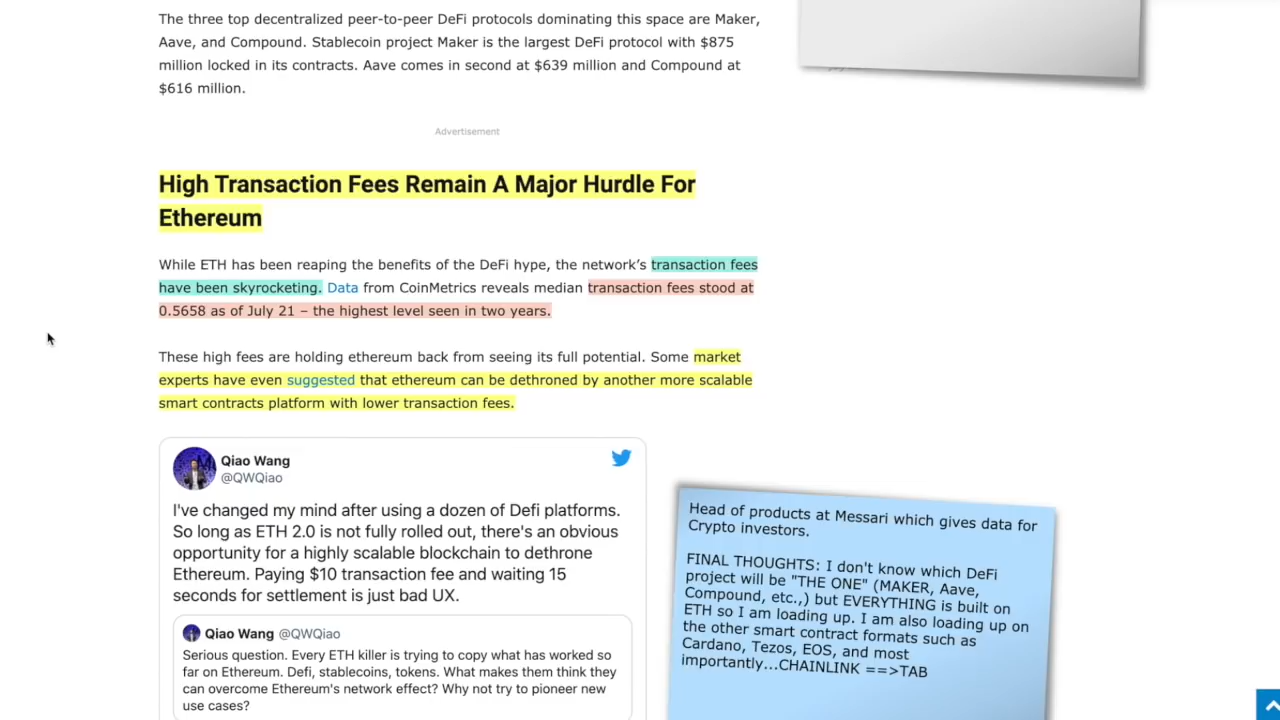 The three top decentralized peer-to-peer DeFi protocols dominating this space are Maker,
Aave, and Compound. Stablecoin project Maker is the largest DeFi protocol with $875
million locked in its contracts. Aave comes in second at $639 million and Compound at
$616 million.
Advertisement
High Transaction Fees Remain A Major Hurdle For
Ethereum
While ETH has been reaping the benefits of the DeFi hype, the network’s transaction fees
have been skyrocketing. Data from CoinMetrics reveals median transaction fees stood at
0.5658 as of July 21 – the highest level seen in two years.
These high fees are holding ethereum back from seeing its full potential. Some market
experts have even suggested that ethereum can be dethroned by another more scalable
smart contracts platform with lower transaction fees.
Qiao Wang
@QWQiao
I've changed my mind after using a dozen of Defi platforms.
So long as ETH 2.0 is not fully rolled out, there's an obvious
opportunity for a highly scalable blockchain to dethrone
Ethereum. Paying $10 transaction fee and waiting 15
seconds for settlement is just bad UX.
Qiao Wang @QWQiao
Serious question. Every ETH killer is trying to copy what has worked so
far on Ethereum. Defi, stablecoins, tokens. What makes them think they
can overcome Ethereum's network effect? Why not try to pioneer new
use cases?
Head of products at Messari which gives data for
Crypto investors.
FINAL THOUGHTS: I don't know which DeFi
project will be "THE ONE" (MAKER, Aave,
Compound, etc.,) but EVERYTHING is built on
ETH so I am loading up. I am also loading up on
the other smart contract formats such as
Cardano, Tezos, EOS, and most
importantly...CHAINLINK ==>TAB